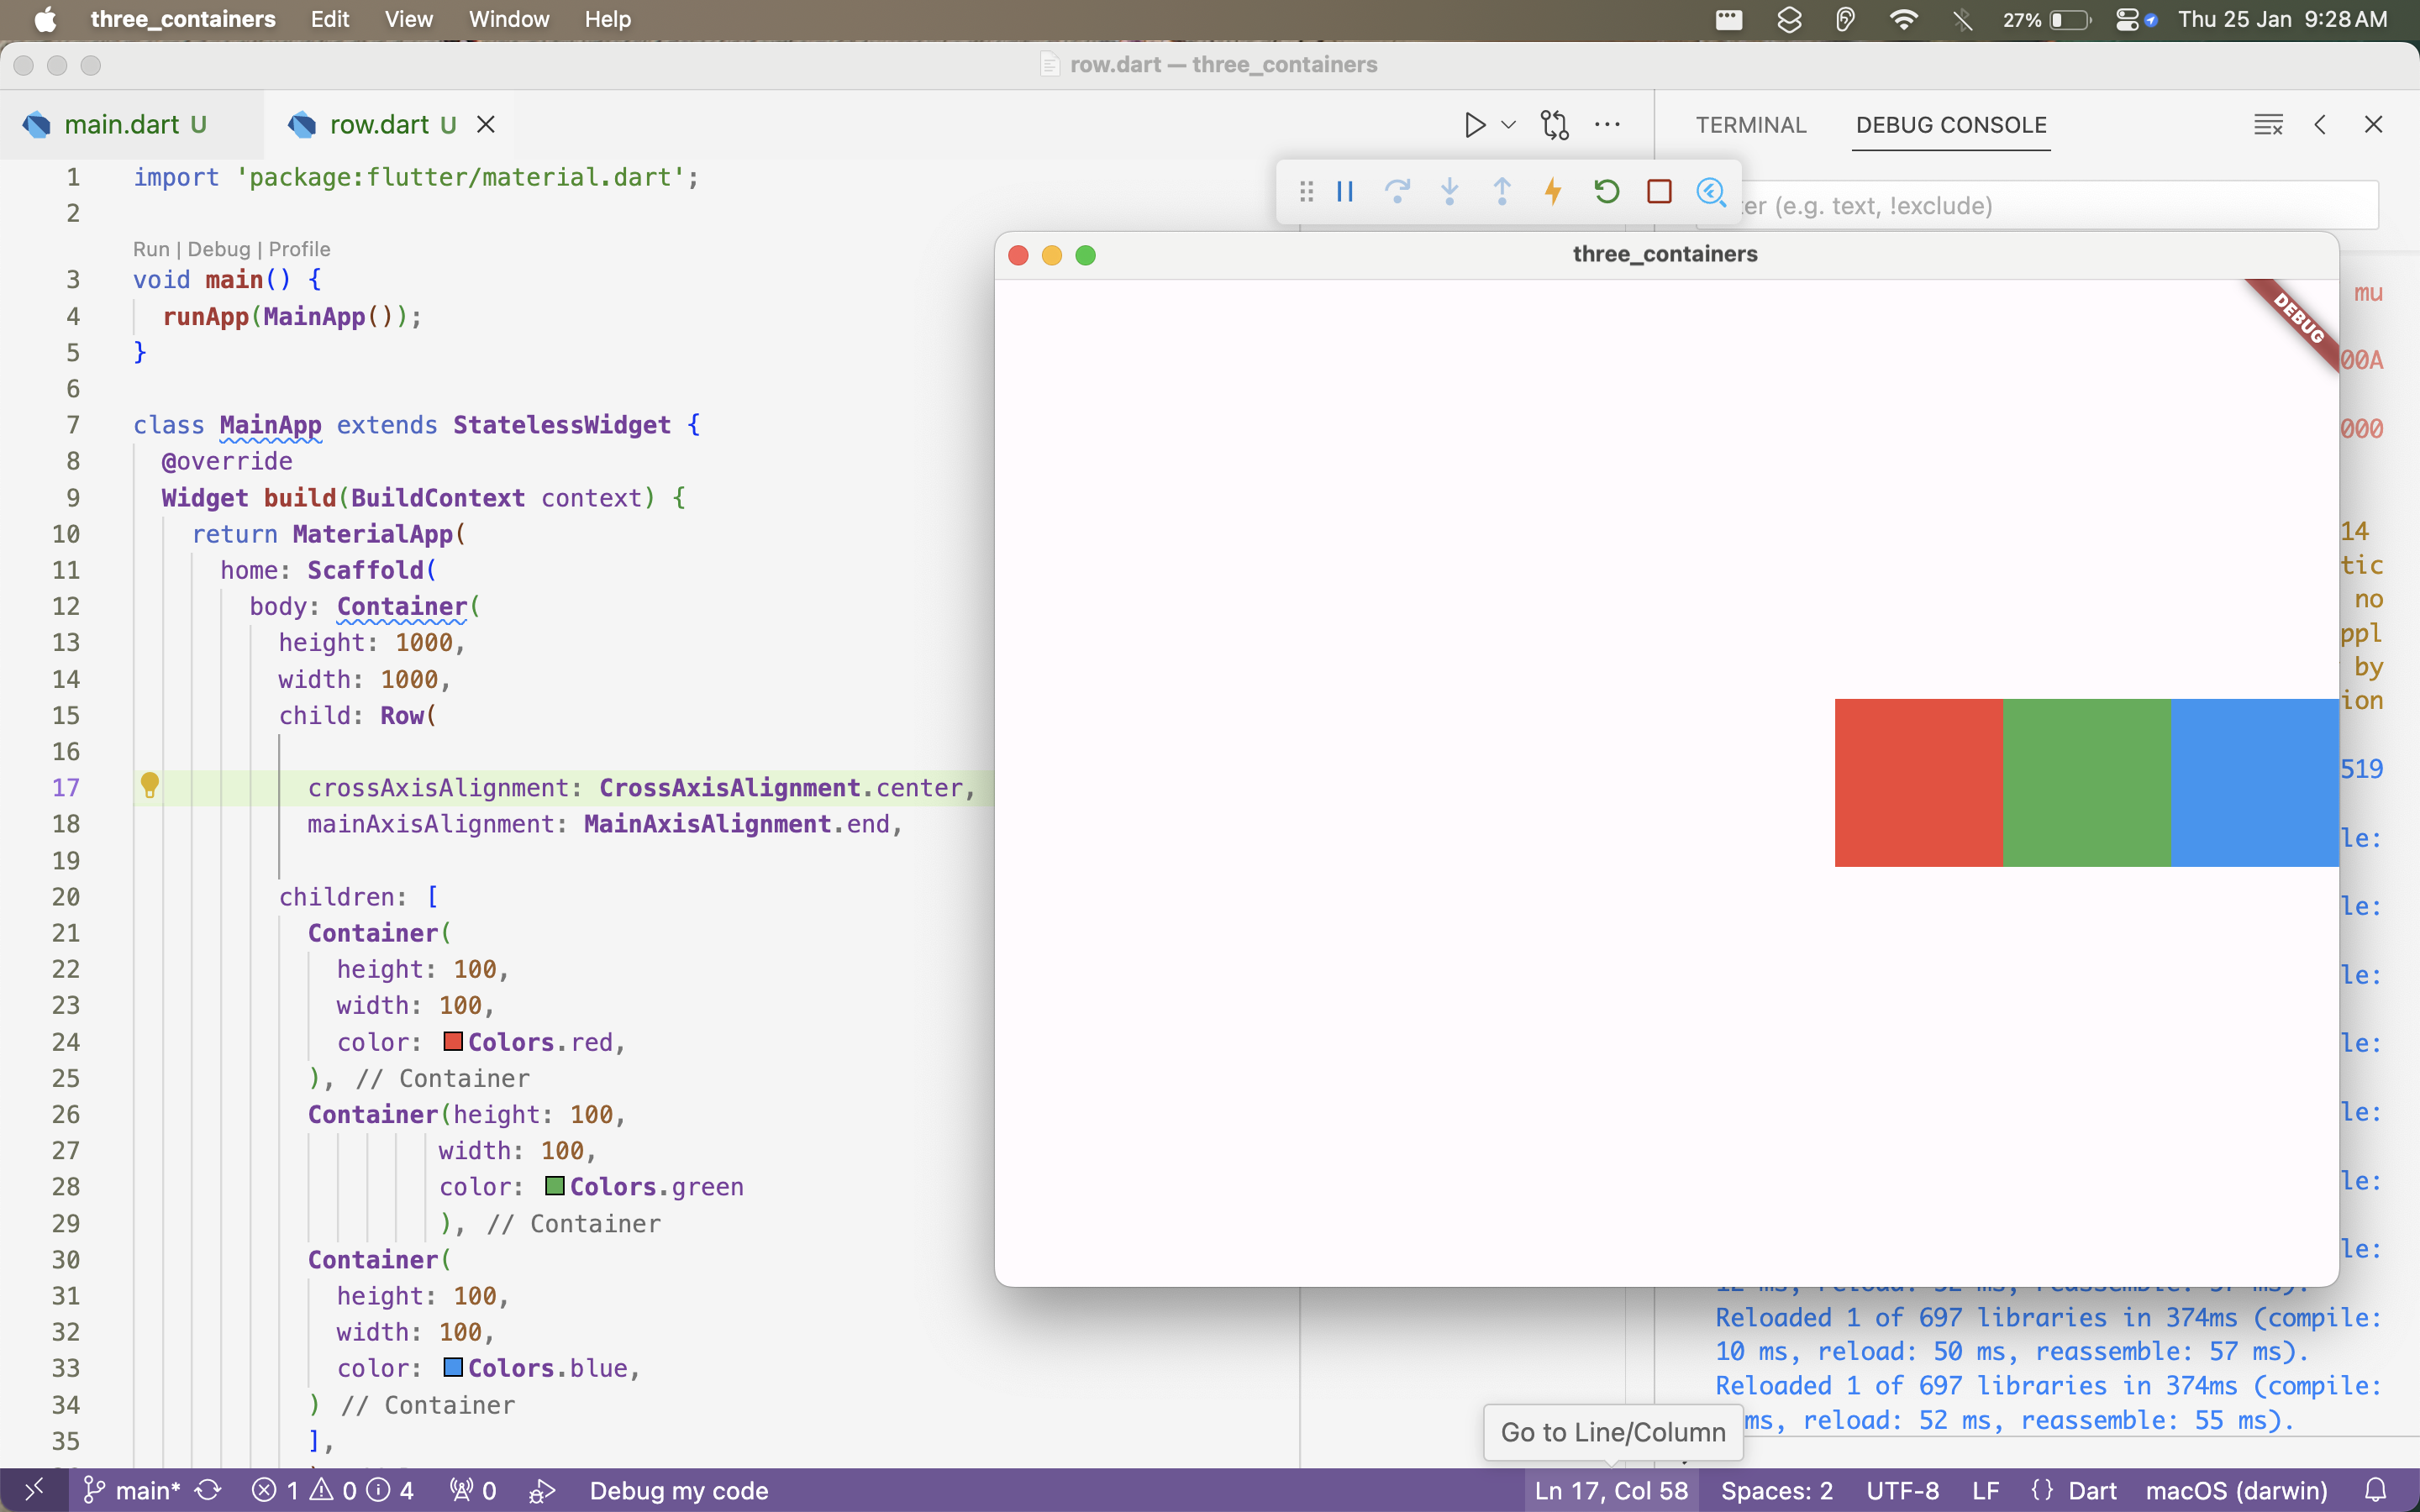 three_containers Edit View Window Help 27% Thu 25 Jan 9:28 AM
row.dart — three_containers
main.dart U row.dart U
TERMINAL DEBUG CONSOLE
(e.g. text, !exclude)
1 import 'package:flutter/material.dart';
2
Run | Debug | Profile
3 void main() {
4 runApp(MainApp());
5 }
6
7 class MainApp extends StatelessWidget {
8 @override
9 Widget build(BuildContext context) {
10 return MaterialApp(
11 home: Scaffold(
12 body: Container(
13 height: 1000,
14 width: 1000,
15 child: Row(
16
17 crossAxisAlignment: CrossAxisAlignment.center,
18 mainAxisAlignment: MainAxisAlignment.end,
19
20 children: [
21 Container(
22 height: 100,
23 width: 100,
24 color: Colors.red,
25 ), // Container
26 Container(height: 100,
27 width: 100,
28 color: Colors.green
29 ), // Container
30 Container(
31 height: 100,
32 width: 100,
33 color: Colors.blue,
34 ) // Container
35 ],
three_containers
DEBUG
mu
00A
000
14
tic
no
ppl
by
ion
519
le:
le:
le:
le:
le:
le:
le:
Reloaded 1 of 697 libraries in 374ms (compile:
10 ms, reload: 50 ms, reassemble: 57 ms).
Reloaded 1 of 697 libraries in 374ms (compile:
ms, reload: 52 ms, reassemble: 55 ms).
Go to Line/Column
main* 1 0 4 0 Debug my code Ln 17, Col 58 Spaces: 2 UTF-8 LF {} Dart macOS (darwin)